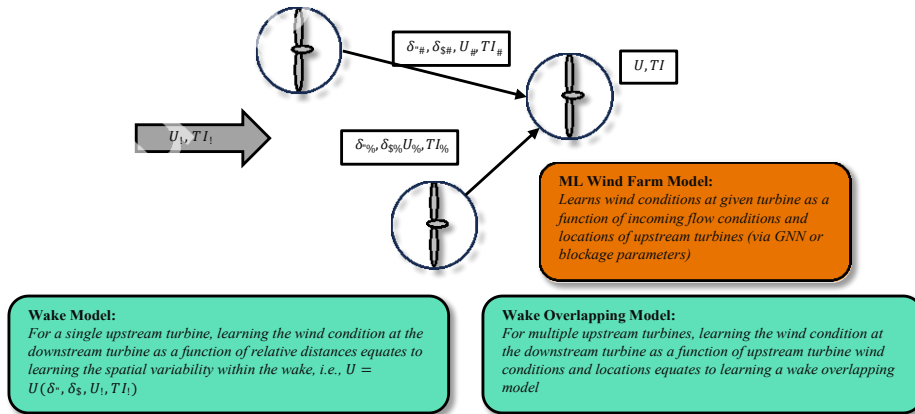 δ"#, δ$#, U#, TI#
U, TI
U!, TI!
δ"%, δ$%U%, TI%
ML Wind Farm Model:
Learns wind conditions at given turbine as a
function of incoming flow conditions and
locations of upstream turbines (via GNN or
blockage parameters)
Wake Model:
For a single upstream turbine, learning the wind condition at the
downstream turbine as a function of relative distances equates to
learning the spatial variability within the wake, i.e., U =
U(δ", δ$, U!, TI!)
Wake Overlapping Model:
For multiple upstream turbines, learning the wind condition at
the downstream turbine as a function of upstream turbine wind
conditions and locations equates to learning a wake overlapping
model